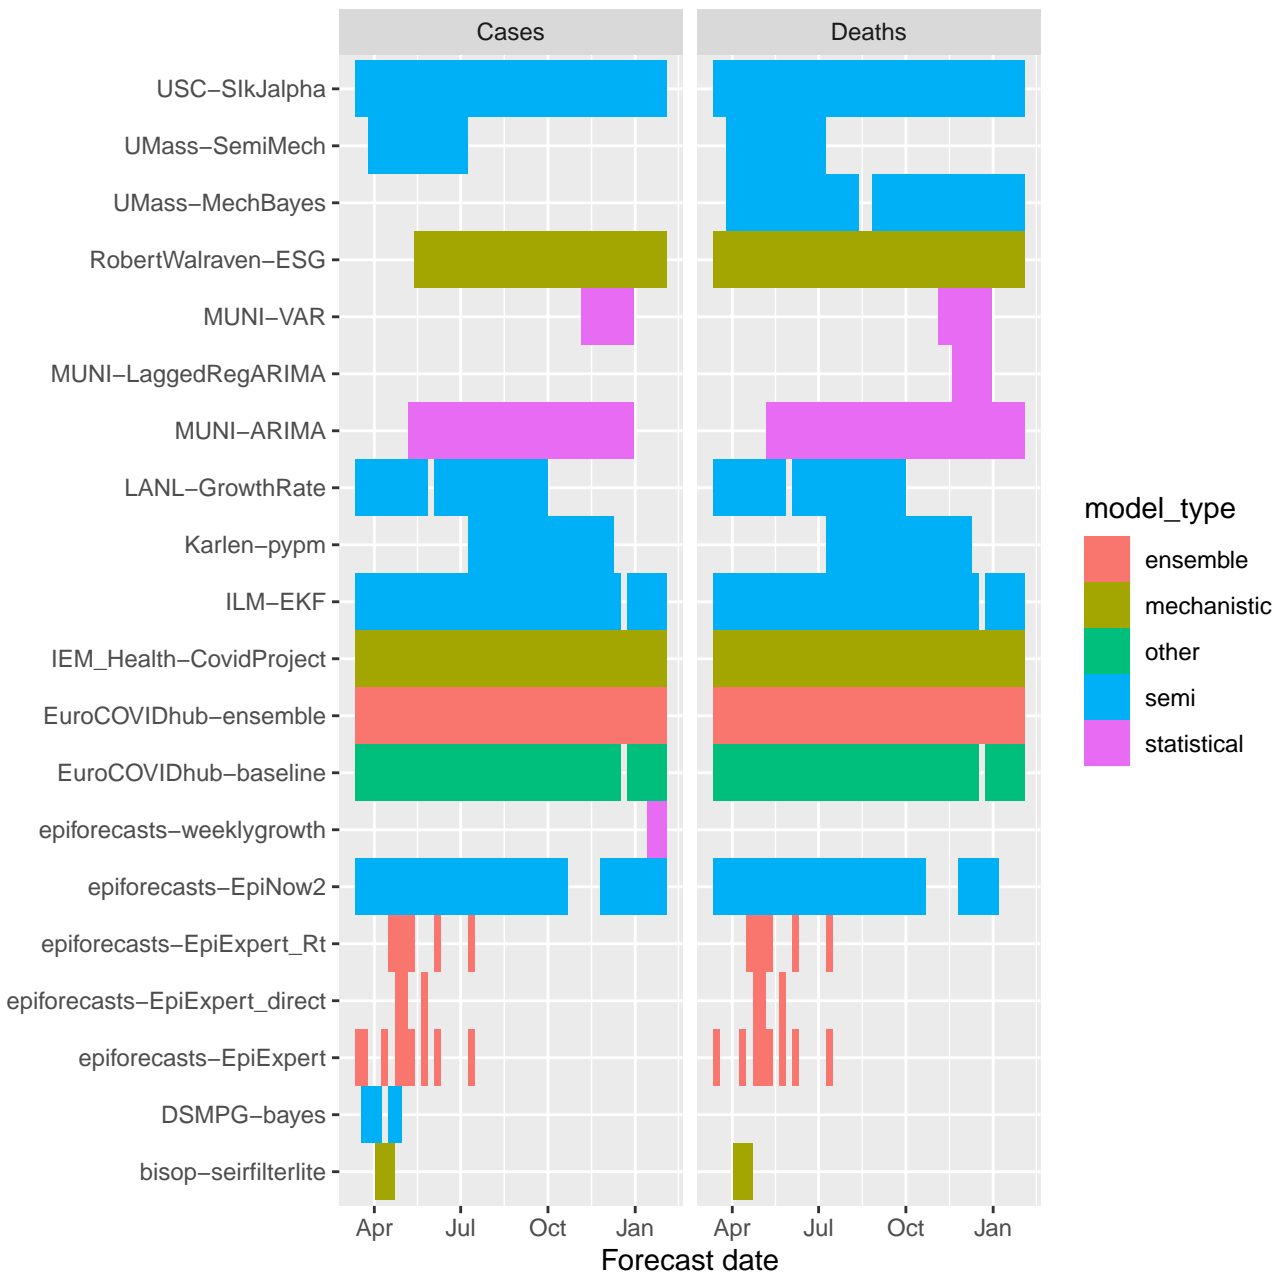 Cases
Deaths
USC−SIkJalpha
UMass−SemiMech
UMass−MechBayes
RobertWalraven−ESG
MUNI−VAR
MUNI−LaggedRegARIMA
MUNI−ARIMA
LANL−GrowthRate
Karlen−pypm
ILM−EKF
IEM_Health−CovidProject
EuroCOVIDhub−ensemble
EuroCOVIDhub−baseline
epiforecasts−weeklygrowth
epiforecasts−EpiNow2
epiforecasts−EpiExpert_Rt
epiforecasts−EpiExpert_direct
epiforecasts−EpiExpert
DSMPG−bayes
bisop−seirfilterlite
Apr Jul Oct Jan
Apr Jul Oct Jan
Forecast date
model_type
ensemble
mechanistic
other
semi
statistical